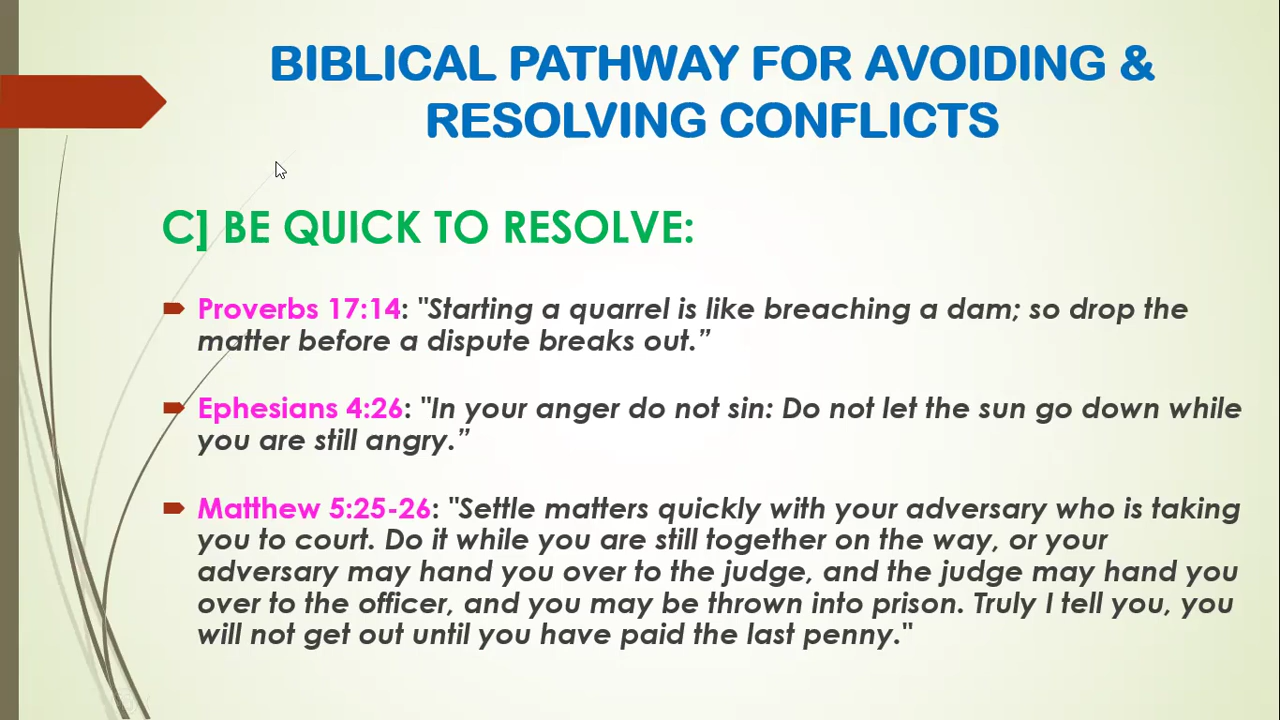 BIBLICAL PATHWAY FOR AVOIDING &
RESOLVING CONFLICTS
C] BE QUICK TO RESOLVE:
Proverbs 17:14: "Starting a quarrel is like breaching a dam; so drop the
matter before a dispute breaks out.”
Ephesians 4:26: "In your anger do not sin: Do not let the sun go down while
you are still angry.”
Matthew 5:25-26: "Settle matters quickly with your adversary who is taking
you to court. Do it while you are still together on the way, or your
adversary may hand you over to the judge, and the judge may hand you
over to the officer, and you may be thrown into prison. Truly I tell you, you
will not get out until you have paid the last penny."